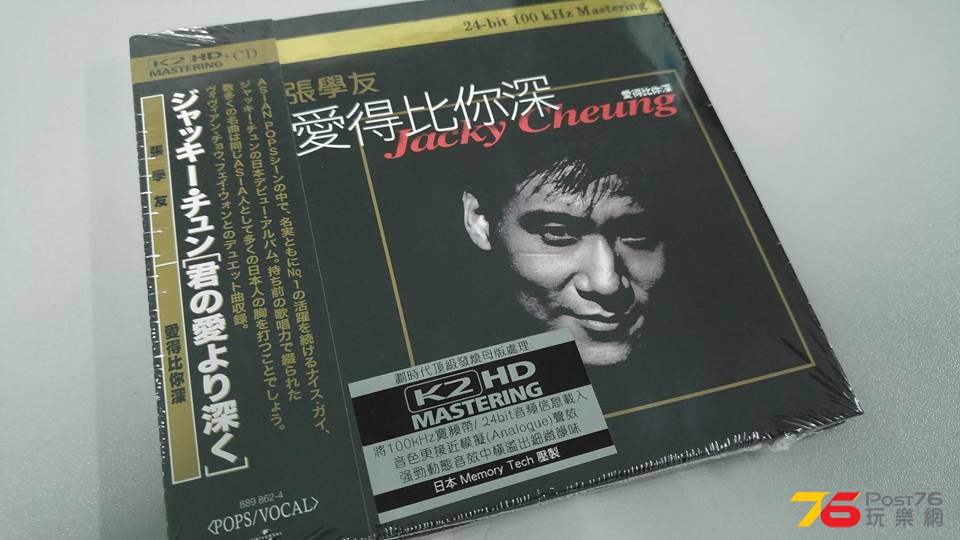 24-bit 100 kHz Mastering
K2 HD+CD
MASTERING
張學友
愛得比你深
愛得比你深
Jacky Cheung
張學友
愛得比你深
ジャッキー・チュン[君の愛より深く]
ASIAN POPSシーンの中で、名実ともにNo.1の活躍を続けるナイス・ガイ、
ジャッキー・チュンの日本デビュー・アルバム。持ち前の歌唱力で綴られた
数多くの名曲は同じASIA人として多くの日本人の胸を打つことでしょう。
ヴィヴィアン・チョウ、フェイ・ウォンとのデュエット曲収録。
889 862-4
〈POPS/VOCAL〉
劃時代頂級發燒母版處理:
K2 HD
MASTERING
將100kHz寬頻帶/ 24bit音頻信息載入
音色更接近模擬(Analogue)聲效
强勁動態音效中橫溢出細緻韻味
日本 Memory Tech 壓製
76 Post76
玩樂網